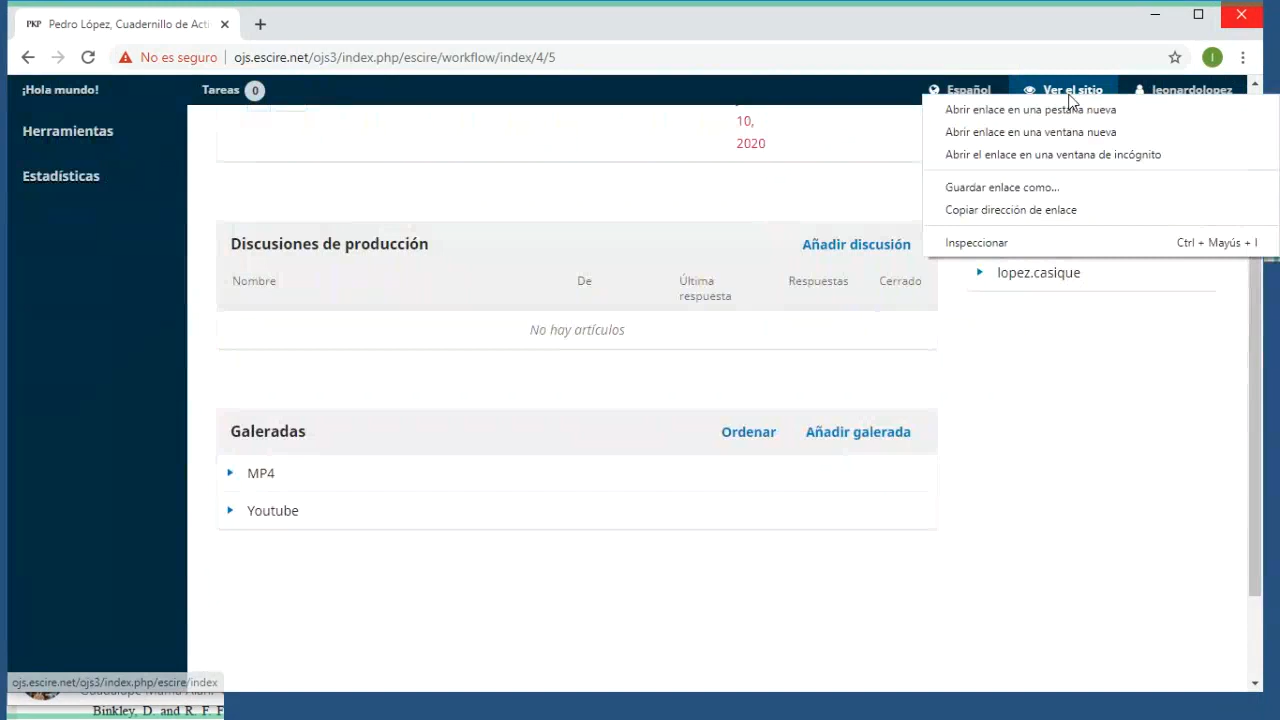 PKP Pedro López, Cuadernillo de Acti
No es seguro ojs.escire.net/ojs3/index.php/escire/workflow/index/4/5
I
¡Hola mundo!
Tareas 0
Español
Ver el sitio
leonardolopez
Herramientas
Estadísticas
10,
2020
Abrir enlace en una pestaña nueva
Abrir enlace en una ventana nueva
Abrir el enlace en una ventana de incógnito
Guardar enlace como...
Copiar dirección de enlace
Inspeccionar Ctrl + Mayús + I
lopez.casique
Discusiones de producción Añadir discusión
Nombre De Última respuesta Respuestas Cerrado
No hay artículos
Galeradas Ordenar Añadir galerada
MP4
Youtube
ojs.escire.net/ojs3/index.php/escire/index
Binkley, D. and R. F. F